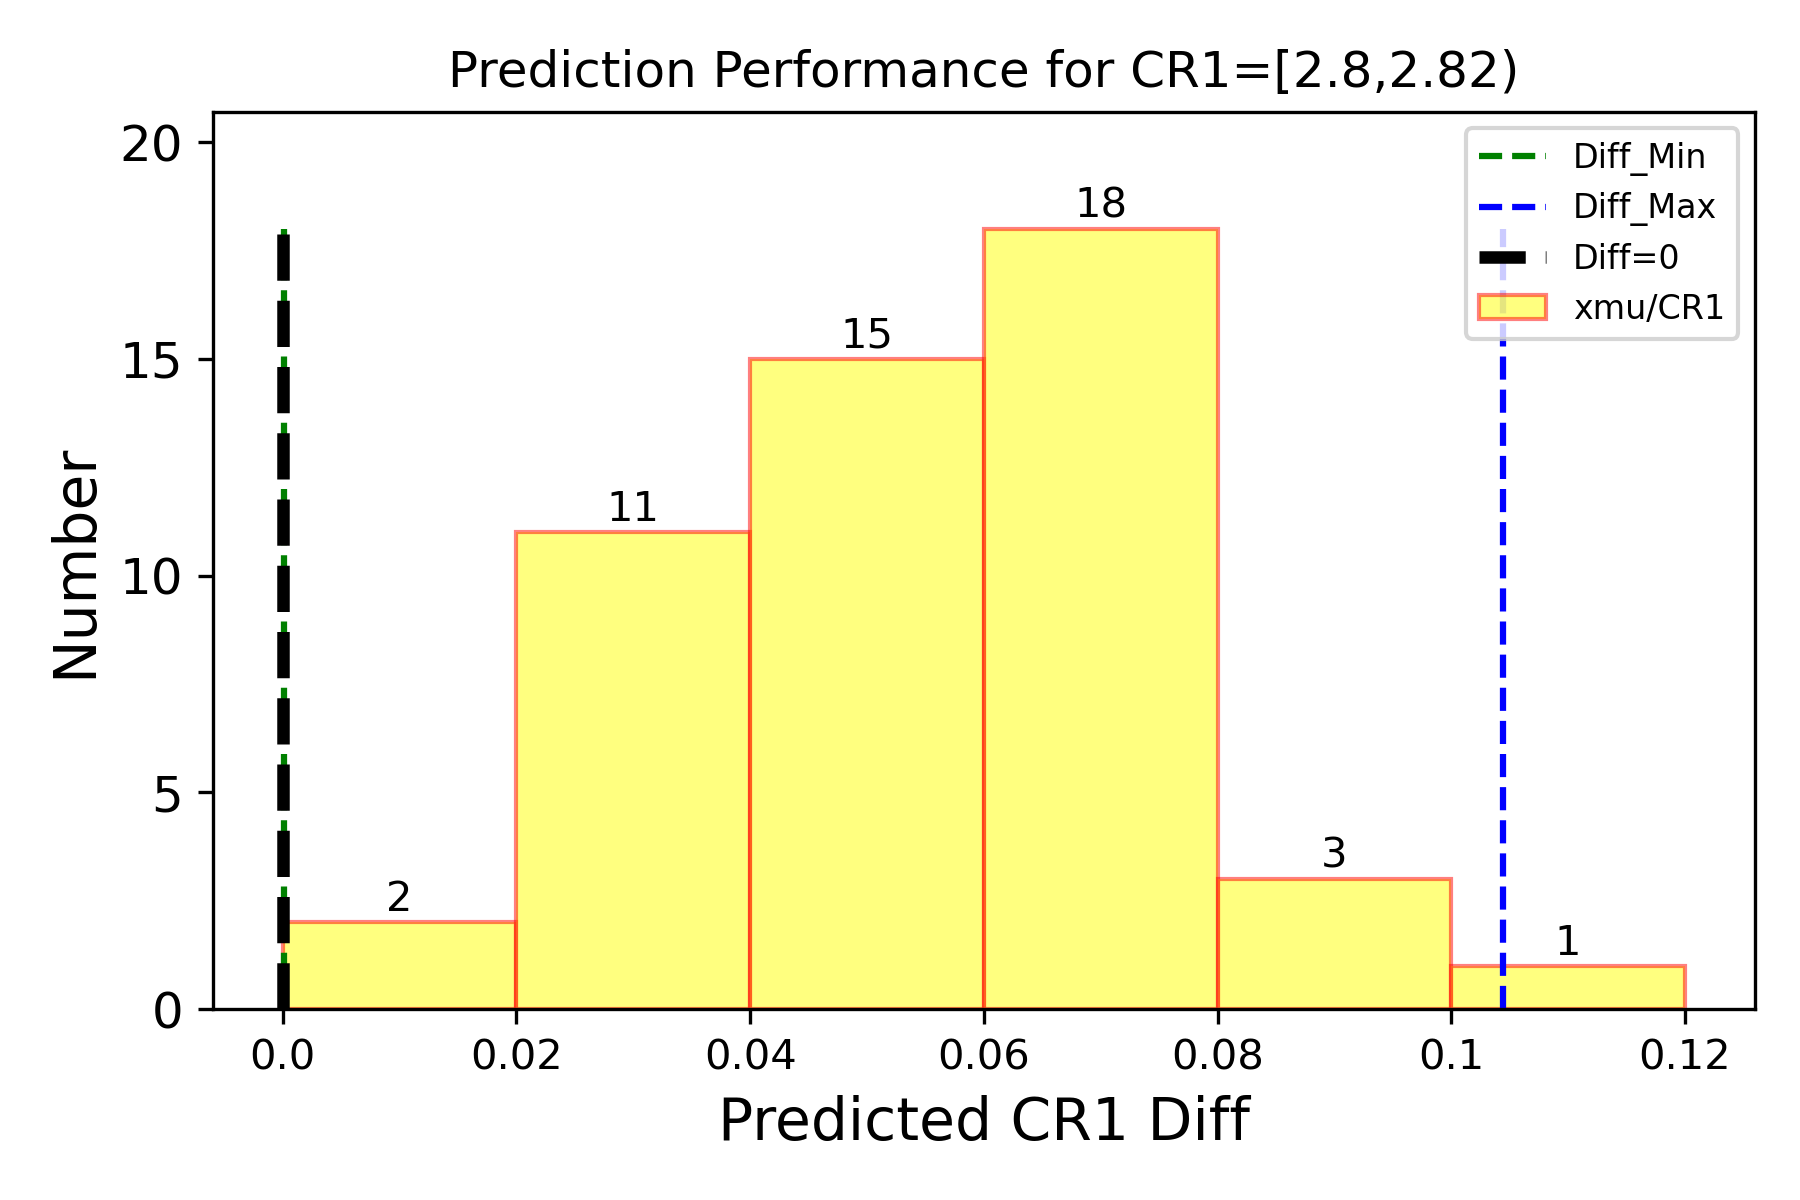 Prediction Performance for CR1=[2.8,2.82)
20
15
10
5
0
Number
2
11
15
18
3
1
Diff_Min
Diff_Max
Diff=0
xmu/CR1
0.0
0.02
0.04
0.06
0.08
0.1
0.12
Predicted CR1 Diff